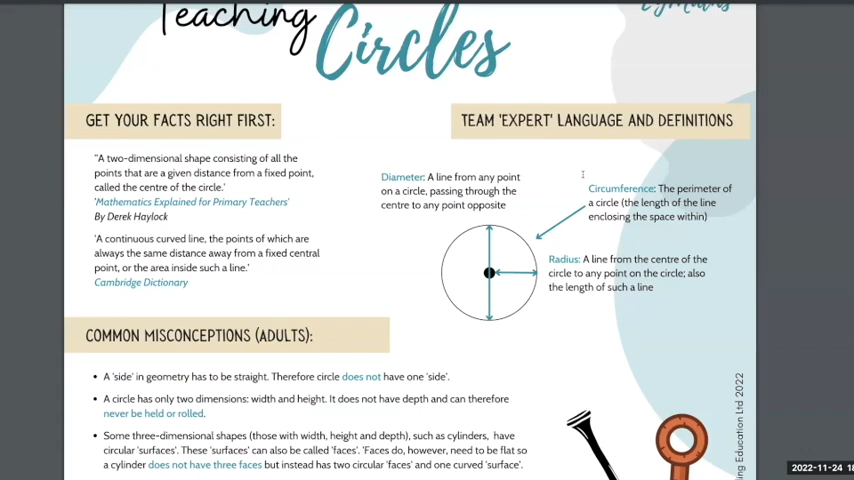 Teaching
Circles
GET YOUR FACTS RIGHT FIRST:
"A two-dimensional shape consisting of all the
points that are a given distance from a fixed point,
called the centre of the circle.'
'Mathematics Explained for Primary Teachers'
By Derek Haylock
'A continuous curved line, the points of which are
always the same distance away from a fixed central
point, or the area inside such a line.'
Cambridge Dictionary
TEAM 'EXPERT' LANGUAGE AND DEFINITIONS
Diameter: A line from any point
on a circle, passing through the
centre to any point opposite
Circumference: The perimeter of
a circle (the length of the line
enclosing the space within)
Radius: A line from the centre of the
circle to any point on the circle; also
the length of such a line
COMMON MISCONCEPTIONS (ADULTS):
• A 'side' in geometry has to be straight. Therefore circle does not have one 'side'.
• A circle has only two dimensions: width and height. It does not have depth and can therefore
never be held or rolled.
• Some three-dimensional shapes (those with width, height and depth), such as cylinders, have
circular 'surfaces'. These 'surfaces' can also be called 'faces'. 'Faces do, however, need to be flat so
a cylinder does not have three faces but instead has two circular 'faces' and one curved 'surface'.
Education Ltd 2022
2022-11-24